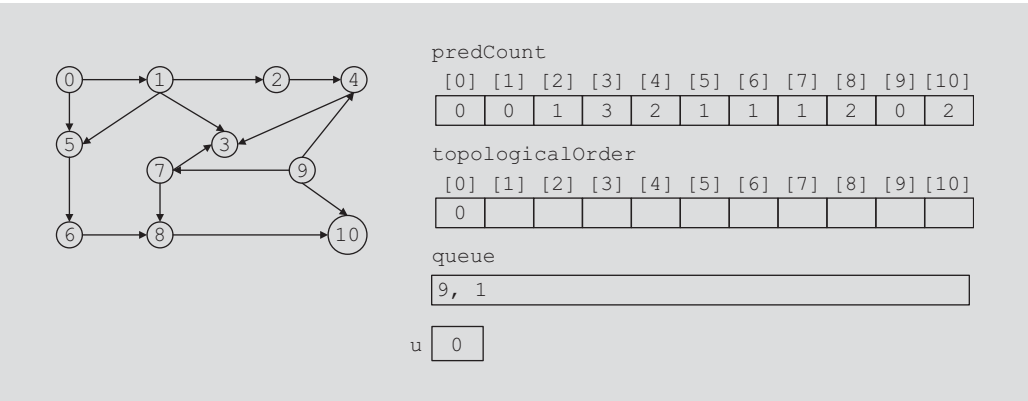 predCount
[0] [1] [2] [3] [4] [5] [6] [7] [8] [9] [10]
0 0 1 3 2 1 1 1 2 0 2
topologicalOrder
[0] [1] [2] [3] [4] [5] [6] [7] [8] [9] [10]
0
queue
9, 1
u 0
0 1 2 4
5 3
7 9
6 8 10